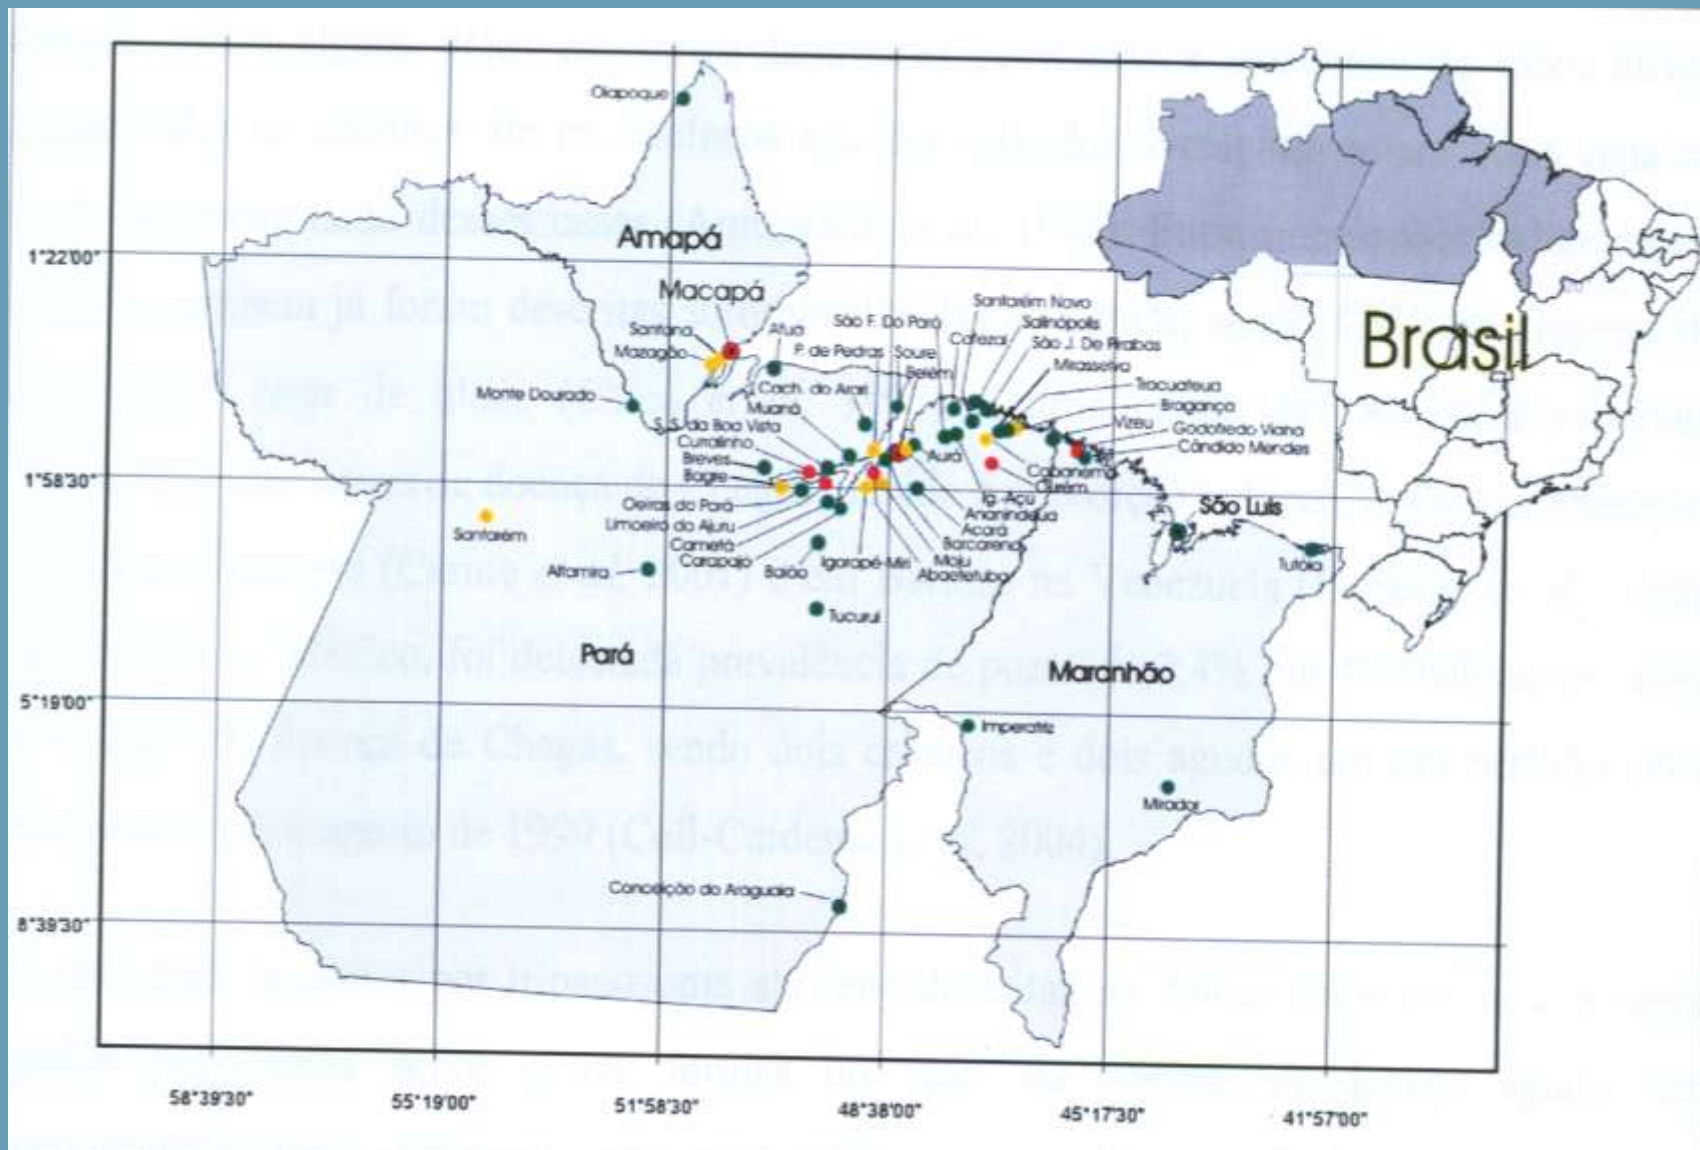 Oiapoque
Amapá
1°22'00"
Macapá
Santana
Mazagão
Afuá
Monte Dourado
São F. Do Pará
P. de Pedras
Soure
Belém
Cach. do Arari
Muaná
S. S. da Boa Vista
Curralinho
Breves
Bagre
Santarém Novo
Salinópolis
Cafezal
São J. De Pirabas
Mirasselva
Tracuateua
Bragança
Vizeu
Godofredo Viana
Cândido Mendes
Brasil
1°58'30"
Aurá
Capanema
Ourém
Ig. Açu
Ananindeua
Acará
Barcarena
Moju
Abaetetuba
Oeiras do Pará
Limoeiro do Ajuru
Cametá
Carapajó
Baião
Igarapé-Miri
Santarém
Altamira
Tucuruí
São Luís
Tutóia
Pará
Maranhão
5°19'00"
Imperatriz
Mirador
Conceição do Araguaia
8°39'30"
58°39'30"
55°19'00"
51°58'30"
48°38'00"
45°17'30"
41°57'00"